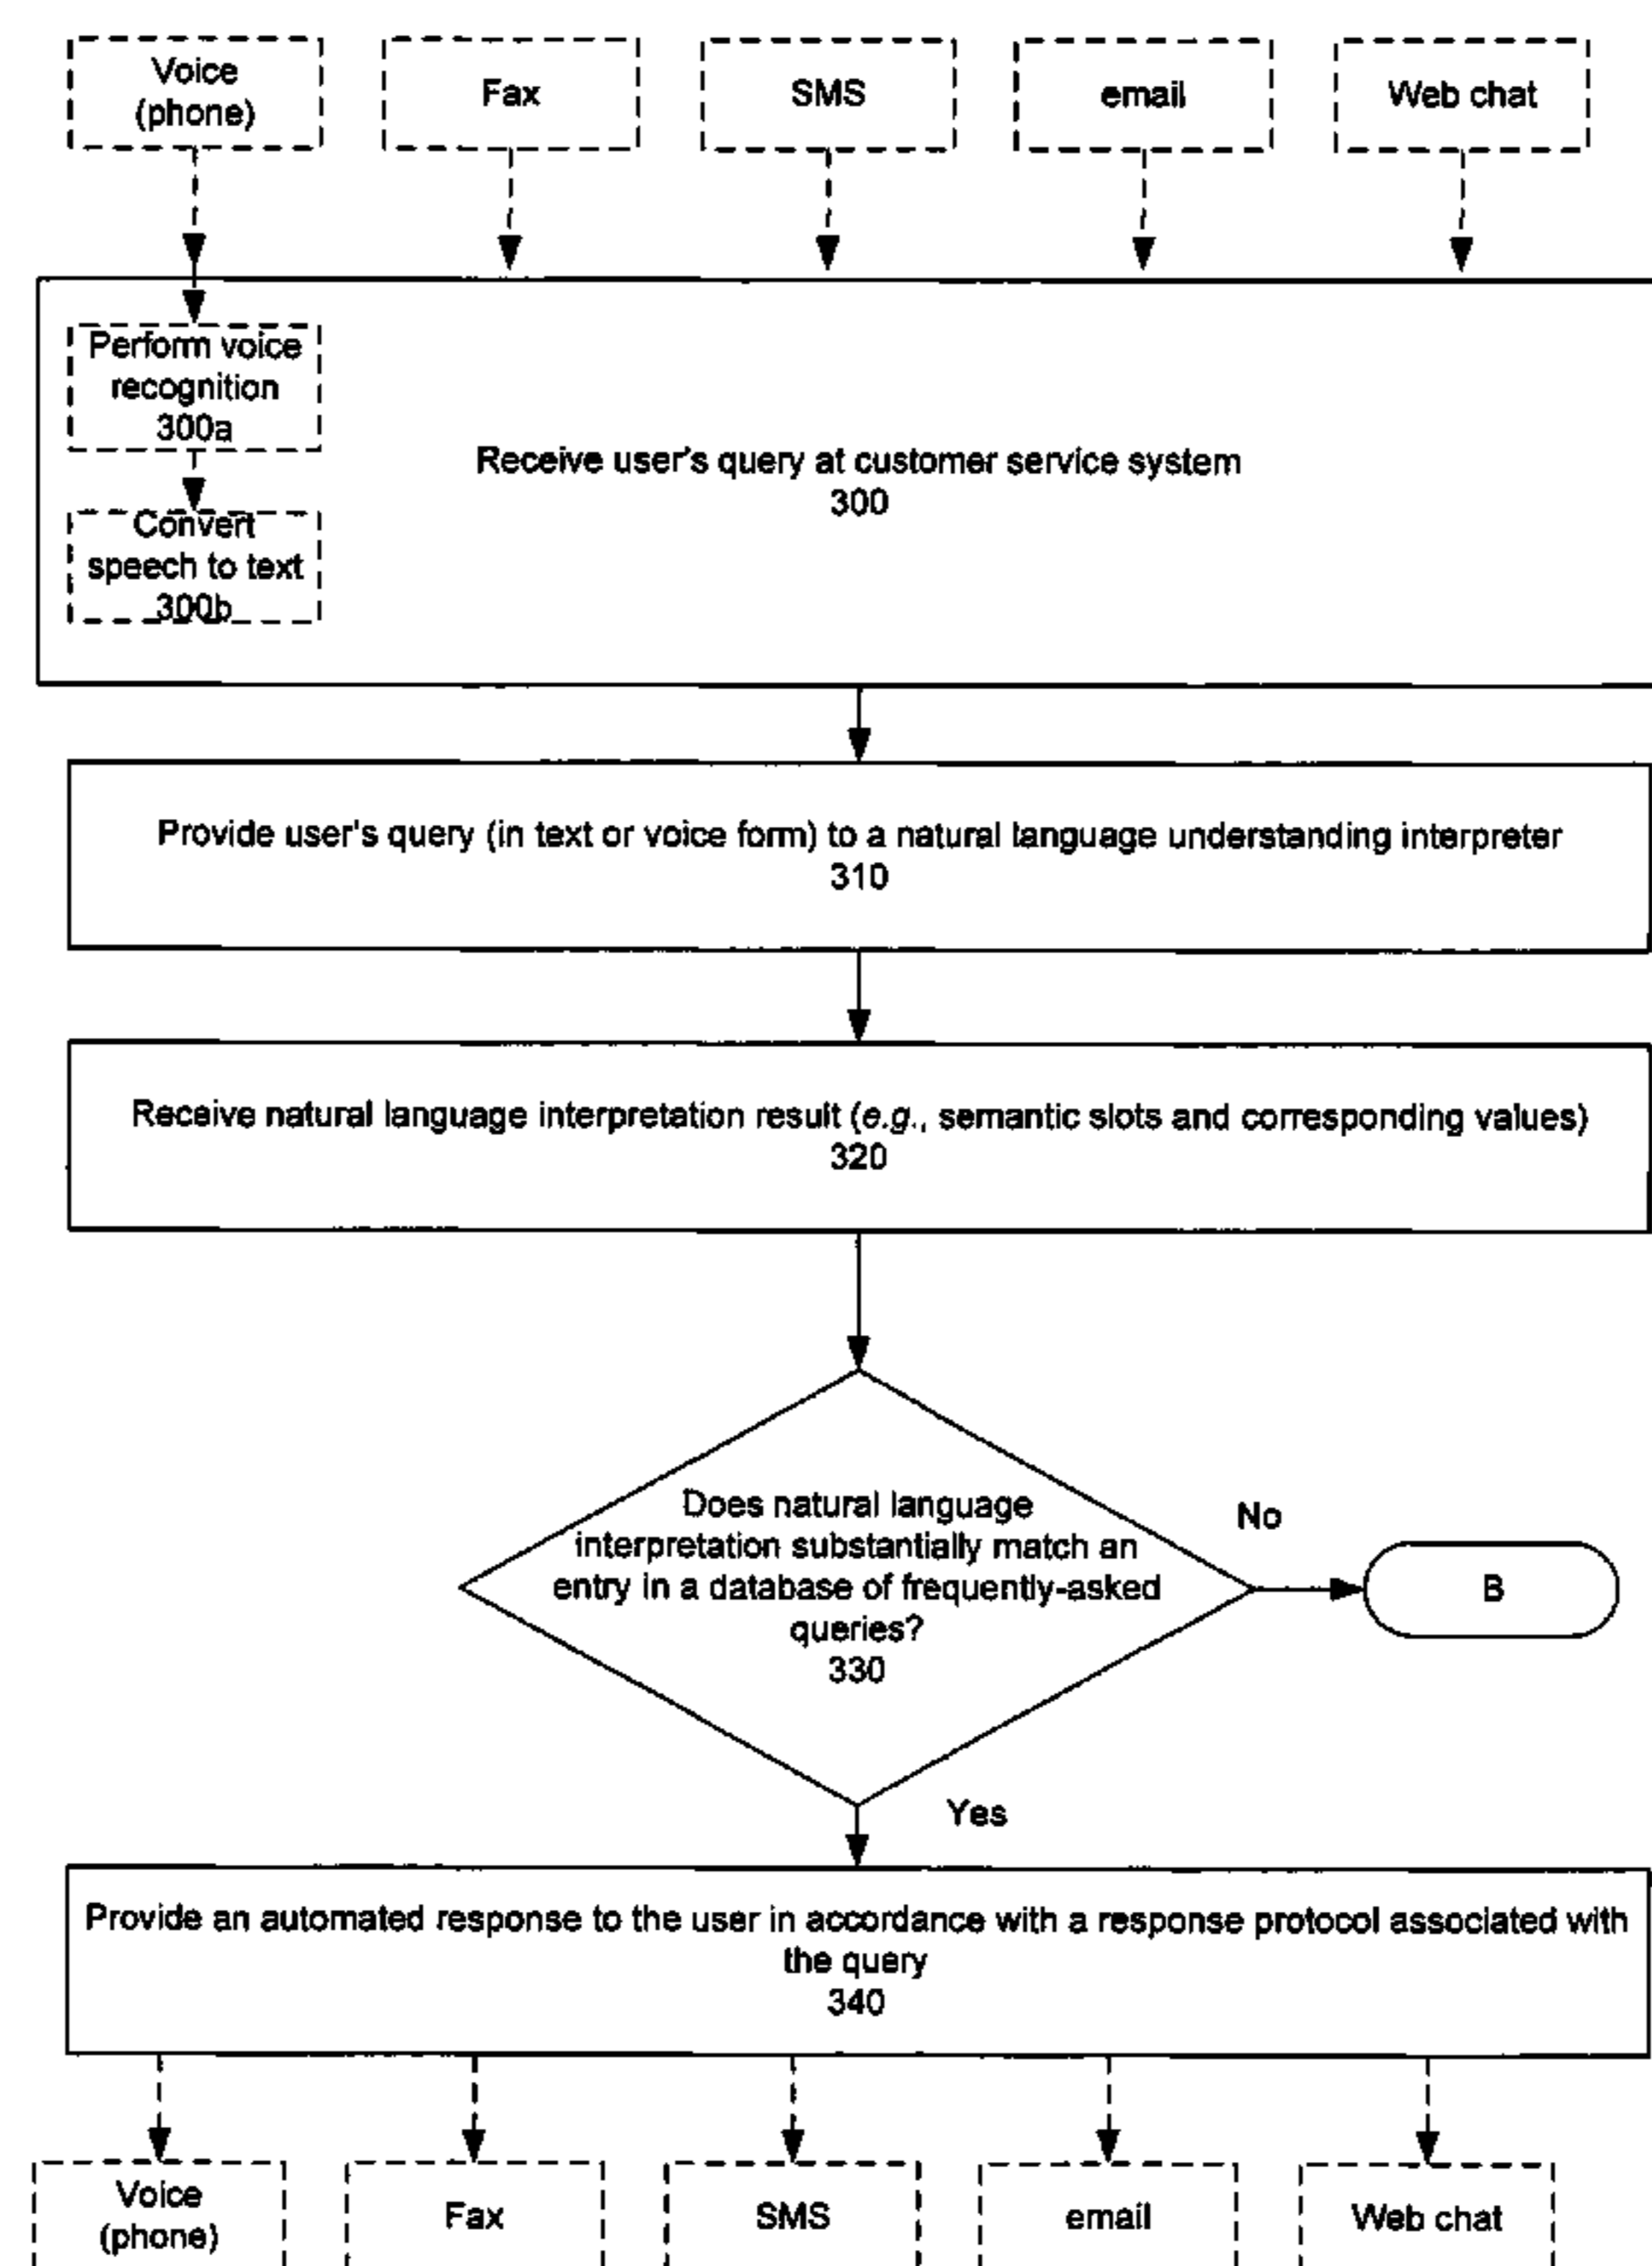 Voice
(phone)
Fax
SMS
email
Web chat
Perform voice
recognition
300a
Convert
speech to text
300b
Receive user's query at customer service system
300
Provide user's query (in text or voice form) to a natural language understanding interpreter
310
Receive natural language interpretation result (e.g., semantic slots and corresponding values)
320
Does natural language
interpretation substantially match an
entry in a database of frequently-asked
queries?
330
No
B
Yes
Provide an automated response to the user in accordance with a response protocol associated with
the query
340
Voice
(phone)
Fax
SMS
email
Web chat